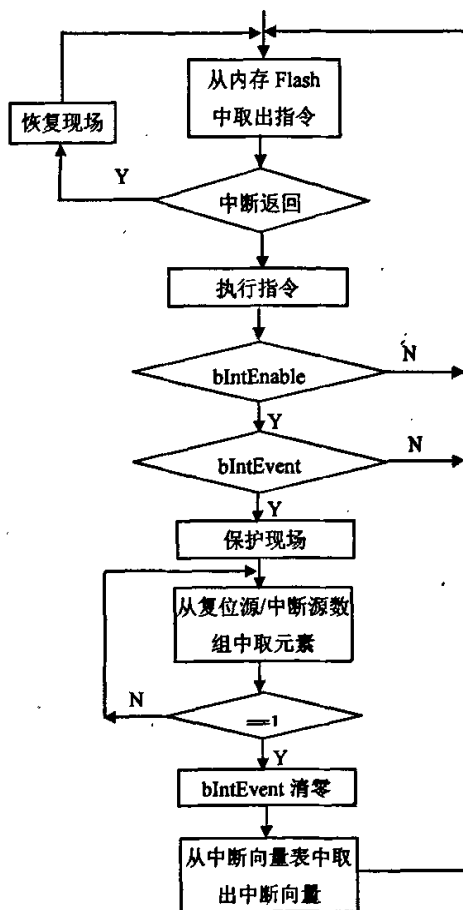 从内存 Flash
中取出指令
恢复现场
Y
中断返回
执行指令
N
bIntEnable
Y
N
bIntEvent
Y
保护现场
从复位源/中断源数
组中取元素
N
==1
Y
bIntEvent 清零
从中断向量表中取
出中断向量